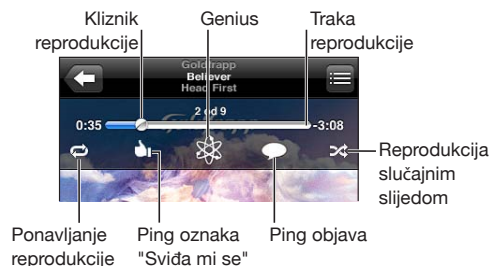 Kliznik
reprodukcije
Genius
Traka
reprodukcije
Goldfrapp
Believer
Head First
2 od 9
0:35
-3:08
Reprodukcija
slučajnim
slijedom
Ponavljanje
reprodukcije
Ping oznaka
"Sviđa mi se"
Ping objava